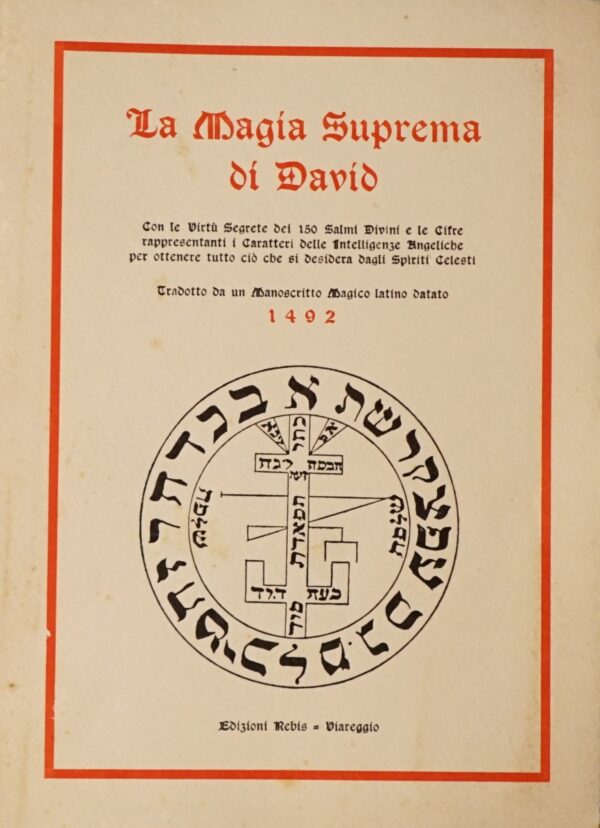 La Magia Suprema
di David
Con le Virtù Segrete dei 150 Salmi Divini e le Cifre
rappresentanti i Caratteri delle Intelligenze Angeliche
per ottenere tutto ciò che si desidera dagli Spiriti Celesti
Tradotto da un Manoscritto Magico latino datato
1492
תפאדת
Edizioni Rebis = Viareggio